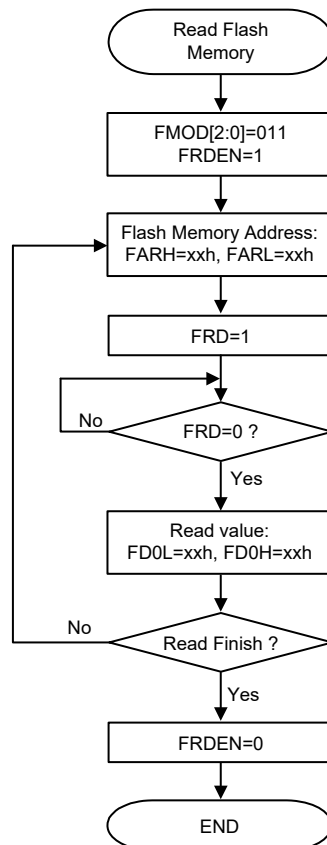 Read Flash
Memory
FMOD[2:0]=011
FRDEN=1
Flash Memory Address:
FARH=xxh, FARL=xxh
FRD=1
No
FRD=0 ?
Yes
Read value:
FD0L=xxh, FD0H=xxh
No
Read Finish ?
Yes
FRDEN=0
END